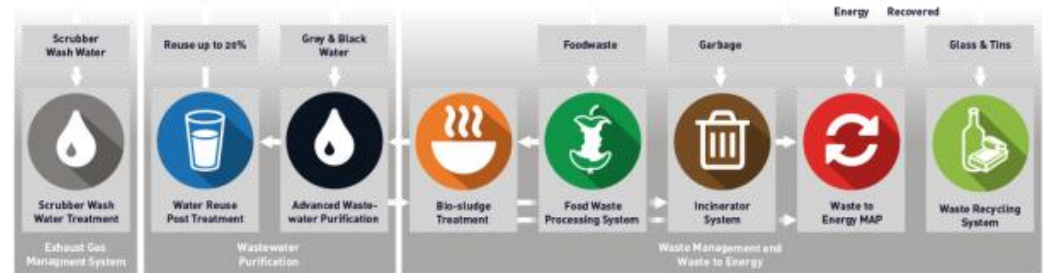 Energy Recovered
Scrubber
Wash Water
Reuse up to 20%
Grey & Black
Water
Foodwaste
Garbage
Glass & Tins
Scrubber Wash
Water Treatment
Water Reuse
Post Treatment
Advanced Waste-
water Purification
Bio-sludge
Treatment
Food Waste
Processing System
Incinerator
System
Waste to
Energy MAP
Waste Recycling
System
Exhaust Gas
Managment System
Wastewater
Purification
Waste Management and
Waste to Energy